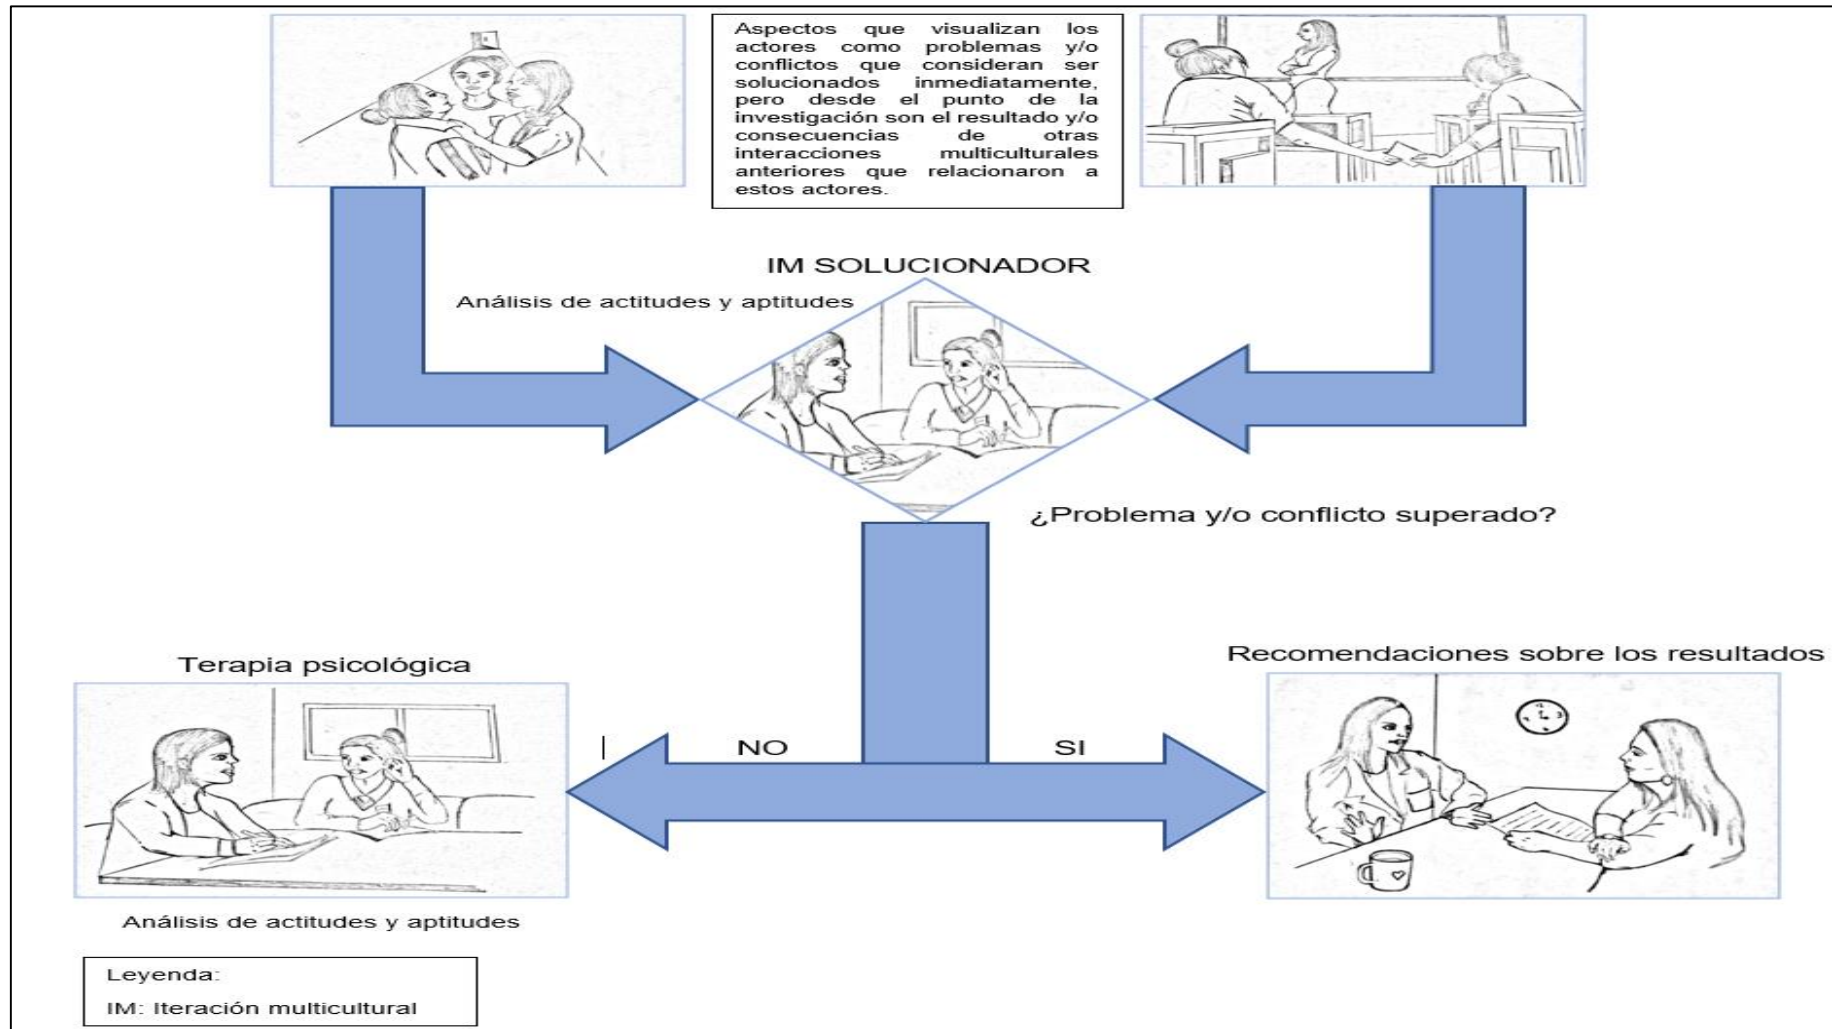 Aspectos que visualizan los
actores como problemas y/o
conflictos que consideran ser
solucionados inmediatamente,
pero desde el punto de la
investigación son el resultado y/o
consecuencias de otras
interacciones multiculturales
anteriores que relacionaron a
estos actores.
IM SOLUCIONADOR
Análisis de actitudes y aptitudes
¿Problema y/o conflicto superado?
Terapia psicológica
Recomendaciones sobre los resultados
NO
SI
Análisis de actitudes y aptitudes
Leyenda:
IM: Iteración multicultural